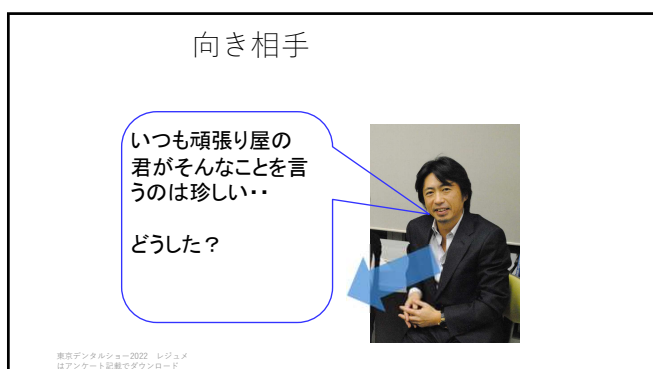 向き相手
いつも頑張り屋の
君がそんなことを言
うのは珍しい・・
どうした？
東京デンタルショー2022 レジュメ
はアンケート記載でダウンロード